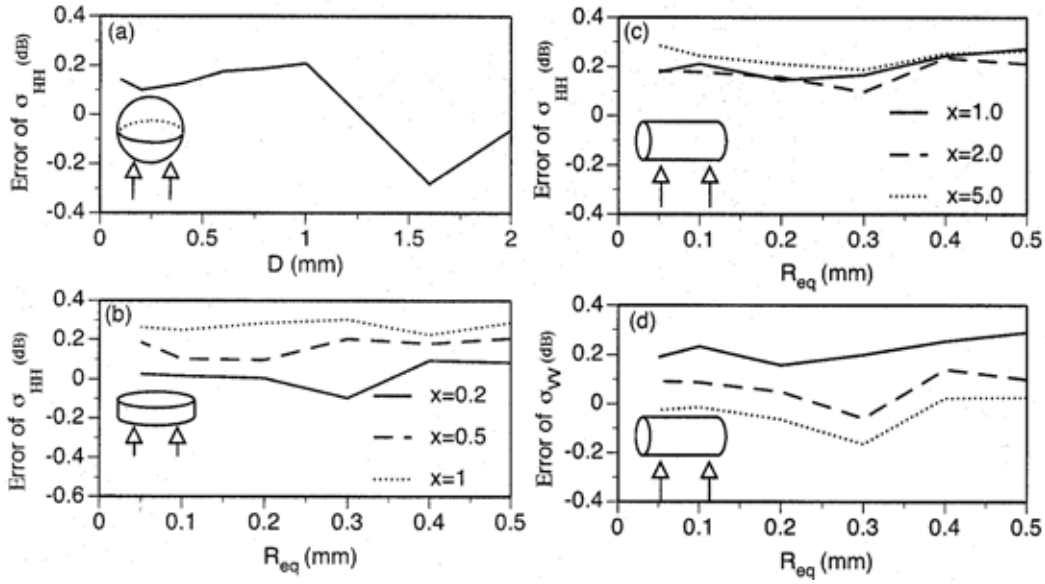 (a)
Error of σHH (dB)
0.4
0.2
0
-0.2
-0.4
0
0.5
1
1.5
2
D (mm)
(c)
Error of σHH (dB)
0.4
0.2
0.0
-0.2
-0.4
x=1.0
x=2.0
x=5.0
0
0.1
0.2
0.3
0.4
0.5
Req (mm)
(b)
Error of σHH (dB)
0.4
0.2
0
-0.2
-0.4
-0.6
x=0.2
x=0.5
x=1
0
0.1
0.2
0.3
0.4
0.5
Req (mm)
(d)
Error of σVV (dB)
0.4
0.2
0
-0.2
-0.4
0
0.1
0.2
0.3
0.4
0.5
Req (mm)